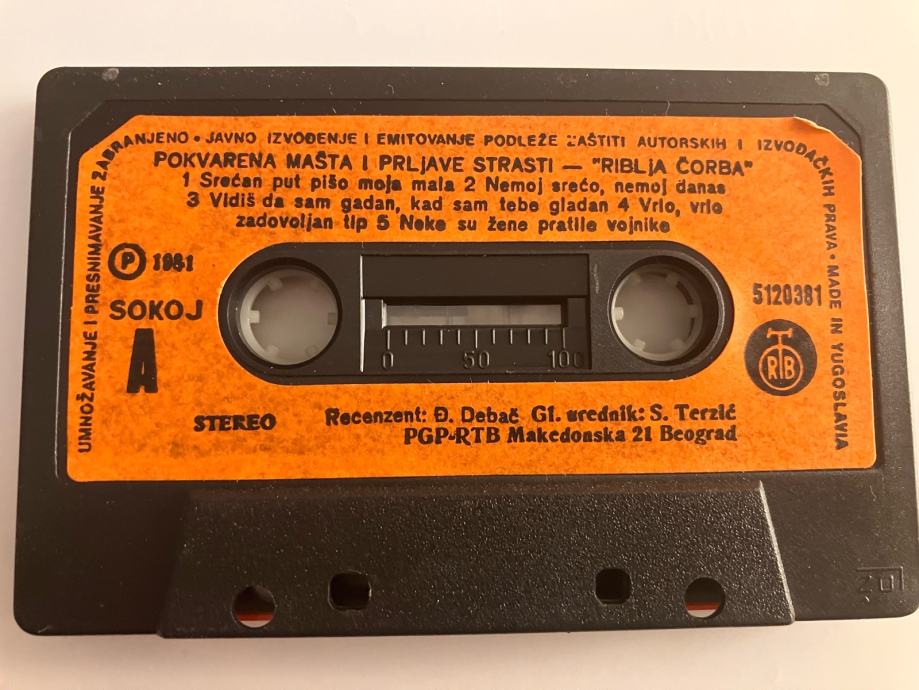 UMNOŽAVANJE I PRESNIMAVANJE ZABRANJENO • JAVNO IZVOĐENJE I EMITOVANJE PODLEŽE ZAŠTITI AUTORSKIH I IZVOĐAČKIH PRAVA • MADE IN YUGOSLAVIA
POKVARENA MAŠTA I PRLJAVE STRASTI — "RIBLJA ČORBA"
1 Srećan put pišo moja mala 2 Nemoj srećo, nemoj danas
3 Vidiš da sam gadan, kad sam tebe gladan 4 Vrlo, vrlo
zadovoljan tip 5 Neke su žene pratile vojnike
P 1981
SOKOJ
A
5120381
RTB
0 50 100
STEREO
Recenzent: Đ. Debač Gl. urednik: S. Terzić
PGP-RTB Makedonska 21 Beograd